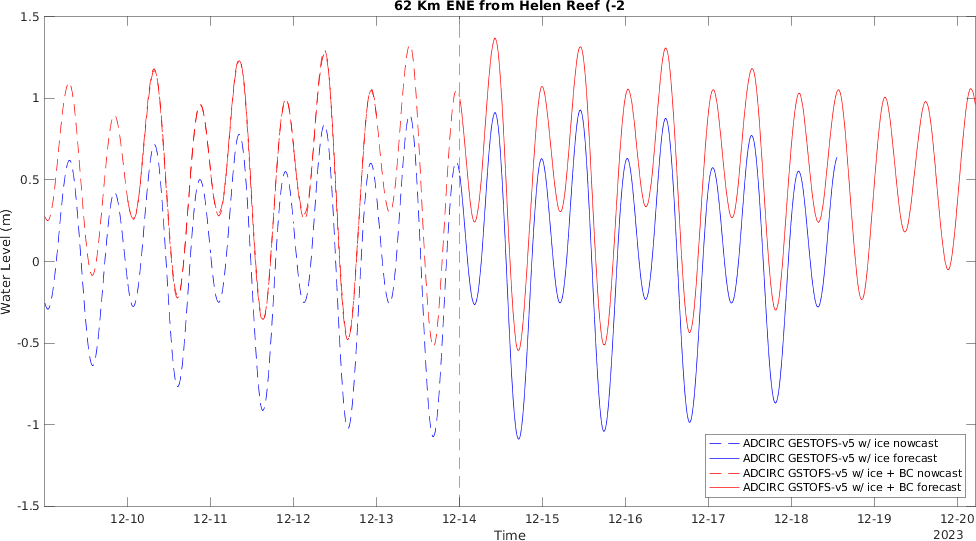 62 Km ENE from Helen Reef (-2
1.5
1
0.5
0
-0.5
-1
-1.5
Water Level (m)
12-10
12-11
12-12
12-13
12-14
12-15
12-16
12-17
12-18
12-19
12-20
Time
2023
ADCIRC GESTOFS-v5 w/ ice nowcast
ADCIRC GESTOFS-v5 w/ ice forecast
ADCIRC GSTOFS-v5 w/ ice + BC nowcast
ADCIRC GSTOFS-v5 w/ ice + BC forecast